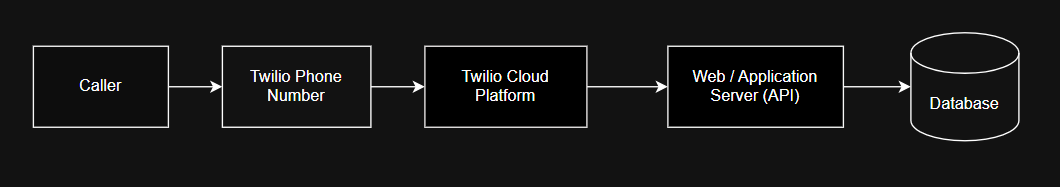 Caller
Twilio Phone
Number
Twilio Cloud
Platform
Web / Application
Server (API)
Database